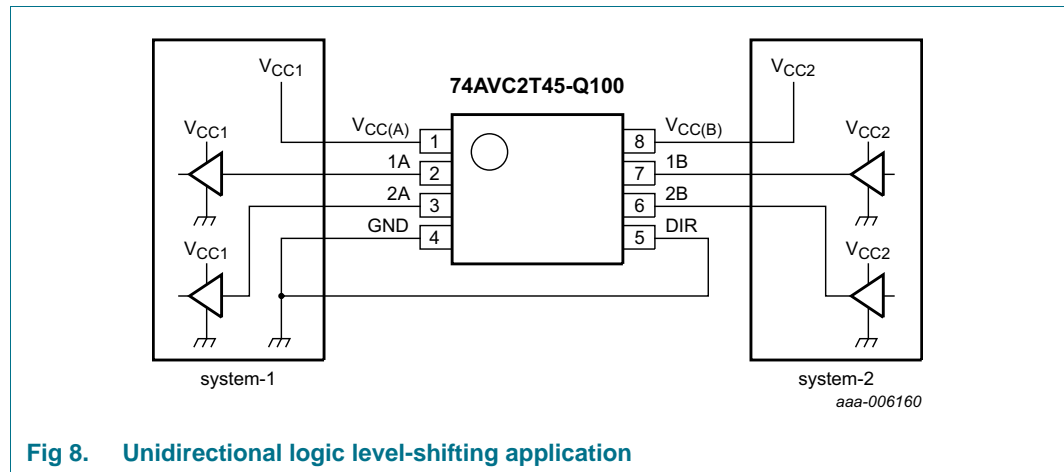 74AVC2T45-Q100
VCC1
VCC1
VCC1
VCC(A)
1A
2A
GND
1
2
3
4
8
7
6
5
VCC(B)
1B
2B
DIR
VCC2
VCC2
VCC2
system-1
system-2
aaa-006160
Fig 8. Unidirectional logic level-shifting application